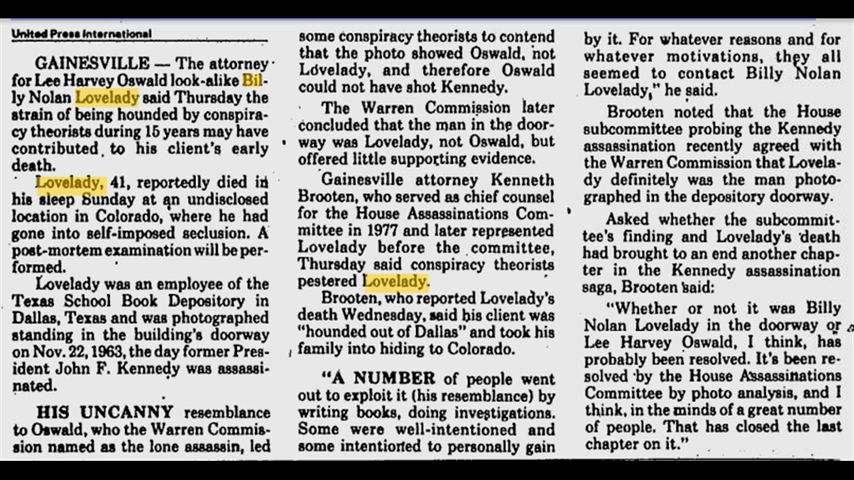 United Press International
GAINESVILLE — The attorney
for Lee Harvey Oswald look-alike Bil-
ly Nolan Lovelady said Thursday the
strain of being hounded by conspira-
cy theorists during 15 years may have
contributed to his client's early
death.
Lovelady, 41, reportedly died in
his sleep Sunday at an undisclosed
location in Colorado, where he had
gone into self-imposed seclusion. A
post-mortem examination will be per-
formed.
Lovelady was an employee of the
Texas School Book Depository in
Dallas, Texas and was photographed
standing in the building's doorway
on Nov. 22, 1963, the day former Pres-
ident John F. Kennedy was assassi-
nated.
HIS UNCANNY resemblance
to Oswald, who the Warren Commis-
sion named as the lone assassin, led
some conspiracy theorists to contend
that the photo showed Oswald, not
Lovelady, and therefore Oswald
could not have shot Kennedy.
The Warren Commission later
concluded that the man in the door-
way was Lovelady, not Oswald, but
offered little supporting evidence.
Gainesville attorney Kenneth
Brooten, who served as chief counsel
for the House Assassinations Com-
mittee in 1977 and later represented
Lovelady before the committee,
Thursday said conspiracy theorists
pestered Lovelady.
Brooten, who reported Lovelady's
death Wednesday, said his client was
"hounded out of Dallas" and took his
family into hiding to Colorado.
"A NUMBER of people went
out to exploit it (his resemblance) by
writing books, doing investigations.
Some were well-intentioned and
some intentioned to personally gain
by it. For whatever reasons and for
whatever motivations, they all
seemed to contact Billy Nolan
Lovelady," he said.
Brooten noted that the House
subcommittee probing the Kennedy
assassination recently agreed with
the Warren Commission that Lovela-
dy definitely was the man photo-
graphed in the depository doorway.
Asked whether the subcommit-
tee's finding and Lovelady's death
had brought to an end another chap-
ter in the Kennedy assassination
saga, Brooten said:
"Whether or not it was Billy
Nolan Lovelady in the doorway or
Lee Harvey Oswald, I think, has
probably been resolved. It's been re-
solved by the House Assassinations
Committee by photo analysis, and I
think, in the minds of a great number
of people. That has closed the last
chapter on it."